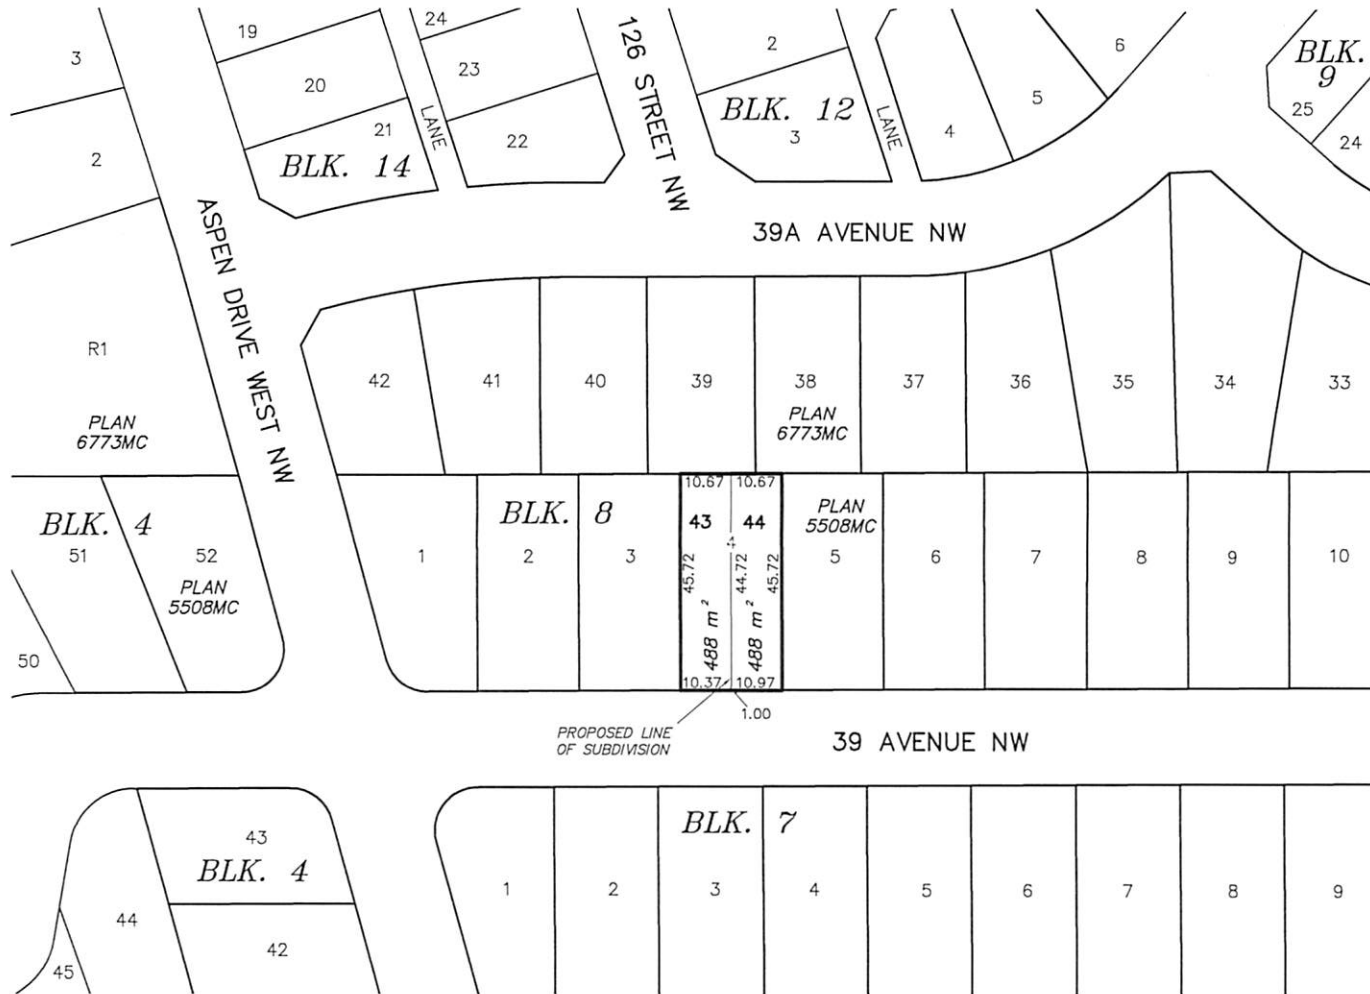 19
24
3
23
20
2
6
BLK.
9
126 STREET NW
5
BLK. 12
25
21
LANE
3
LANE
4
22
24
2
BLK. 14
ASPEN DRIVE WEST NW
39A AVENUE NW
R1
42
41
40
39
38
37
36
35
34
33
PLAN
6773MC
PLAN
6773MC
10.67
10.67
BLK. 4
BLK. 8
43
44
PLAN
5508MC
4
51
52
1
2
3
5
6
7
8
9
10
PLAN
5508MC
45.72
44.72
45.72
488 m²
488 m²
50
10.37
10.97
1.00
PROPOSED LINE
OF SUBDIVISION
39 AVENUE NW
BLK. 7
43
BLK. 4
1
2
3
4
5
6
7
8
9
44
42
45